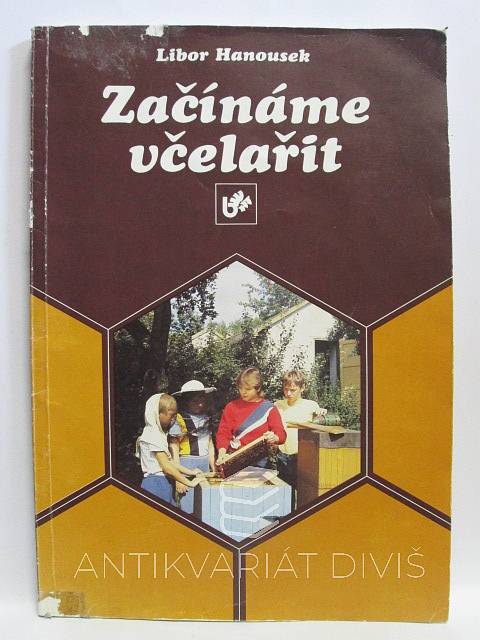 Libor Hanousek
Začínáme
včelařit
ANTIKVARIÁT DIVIŠ